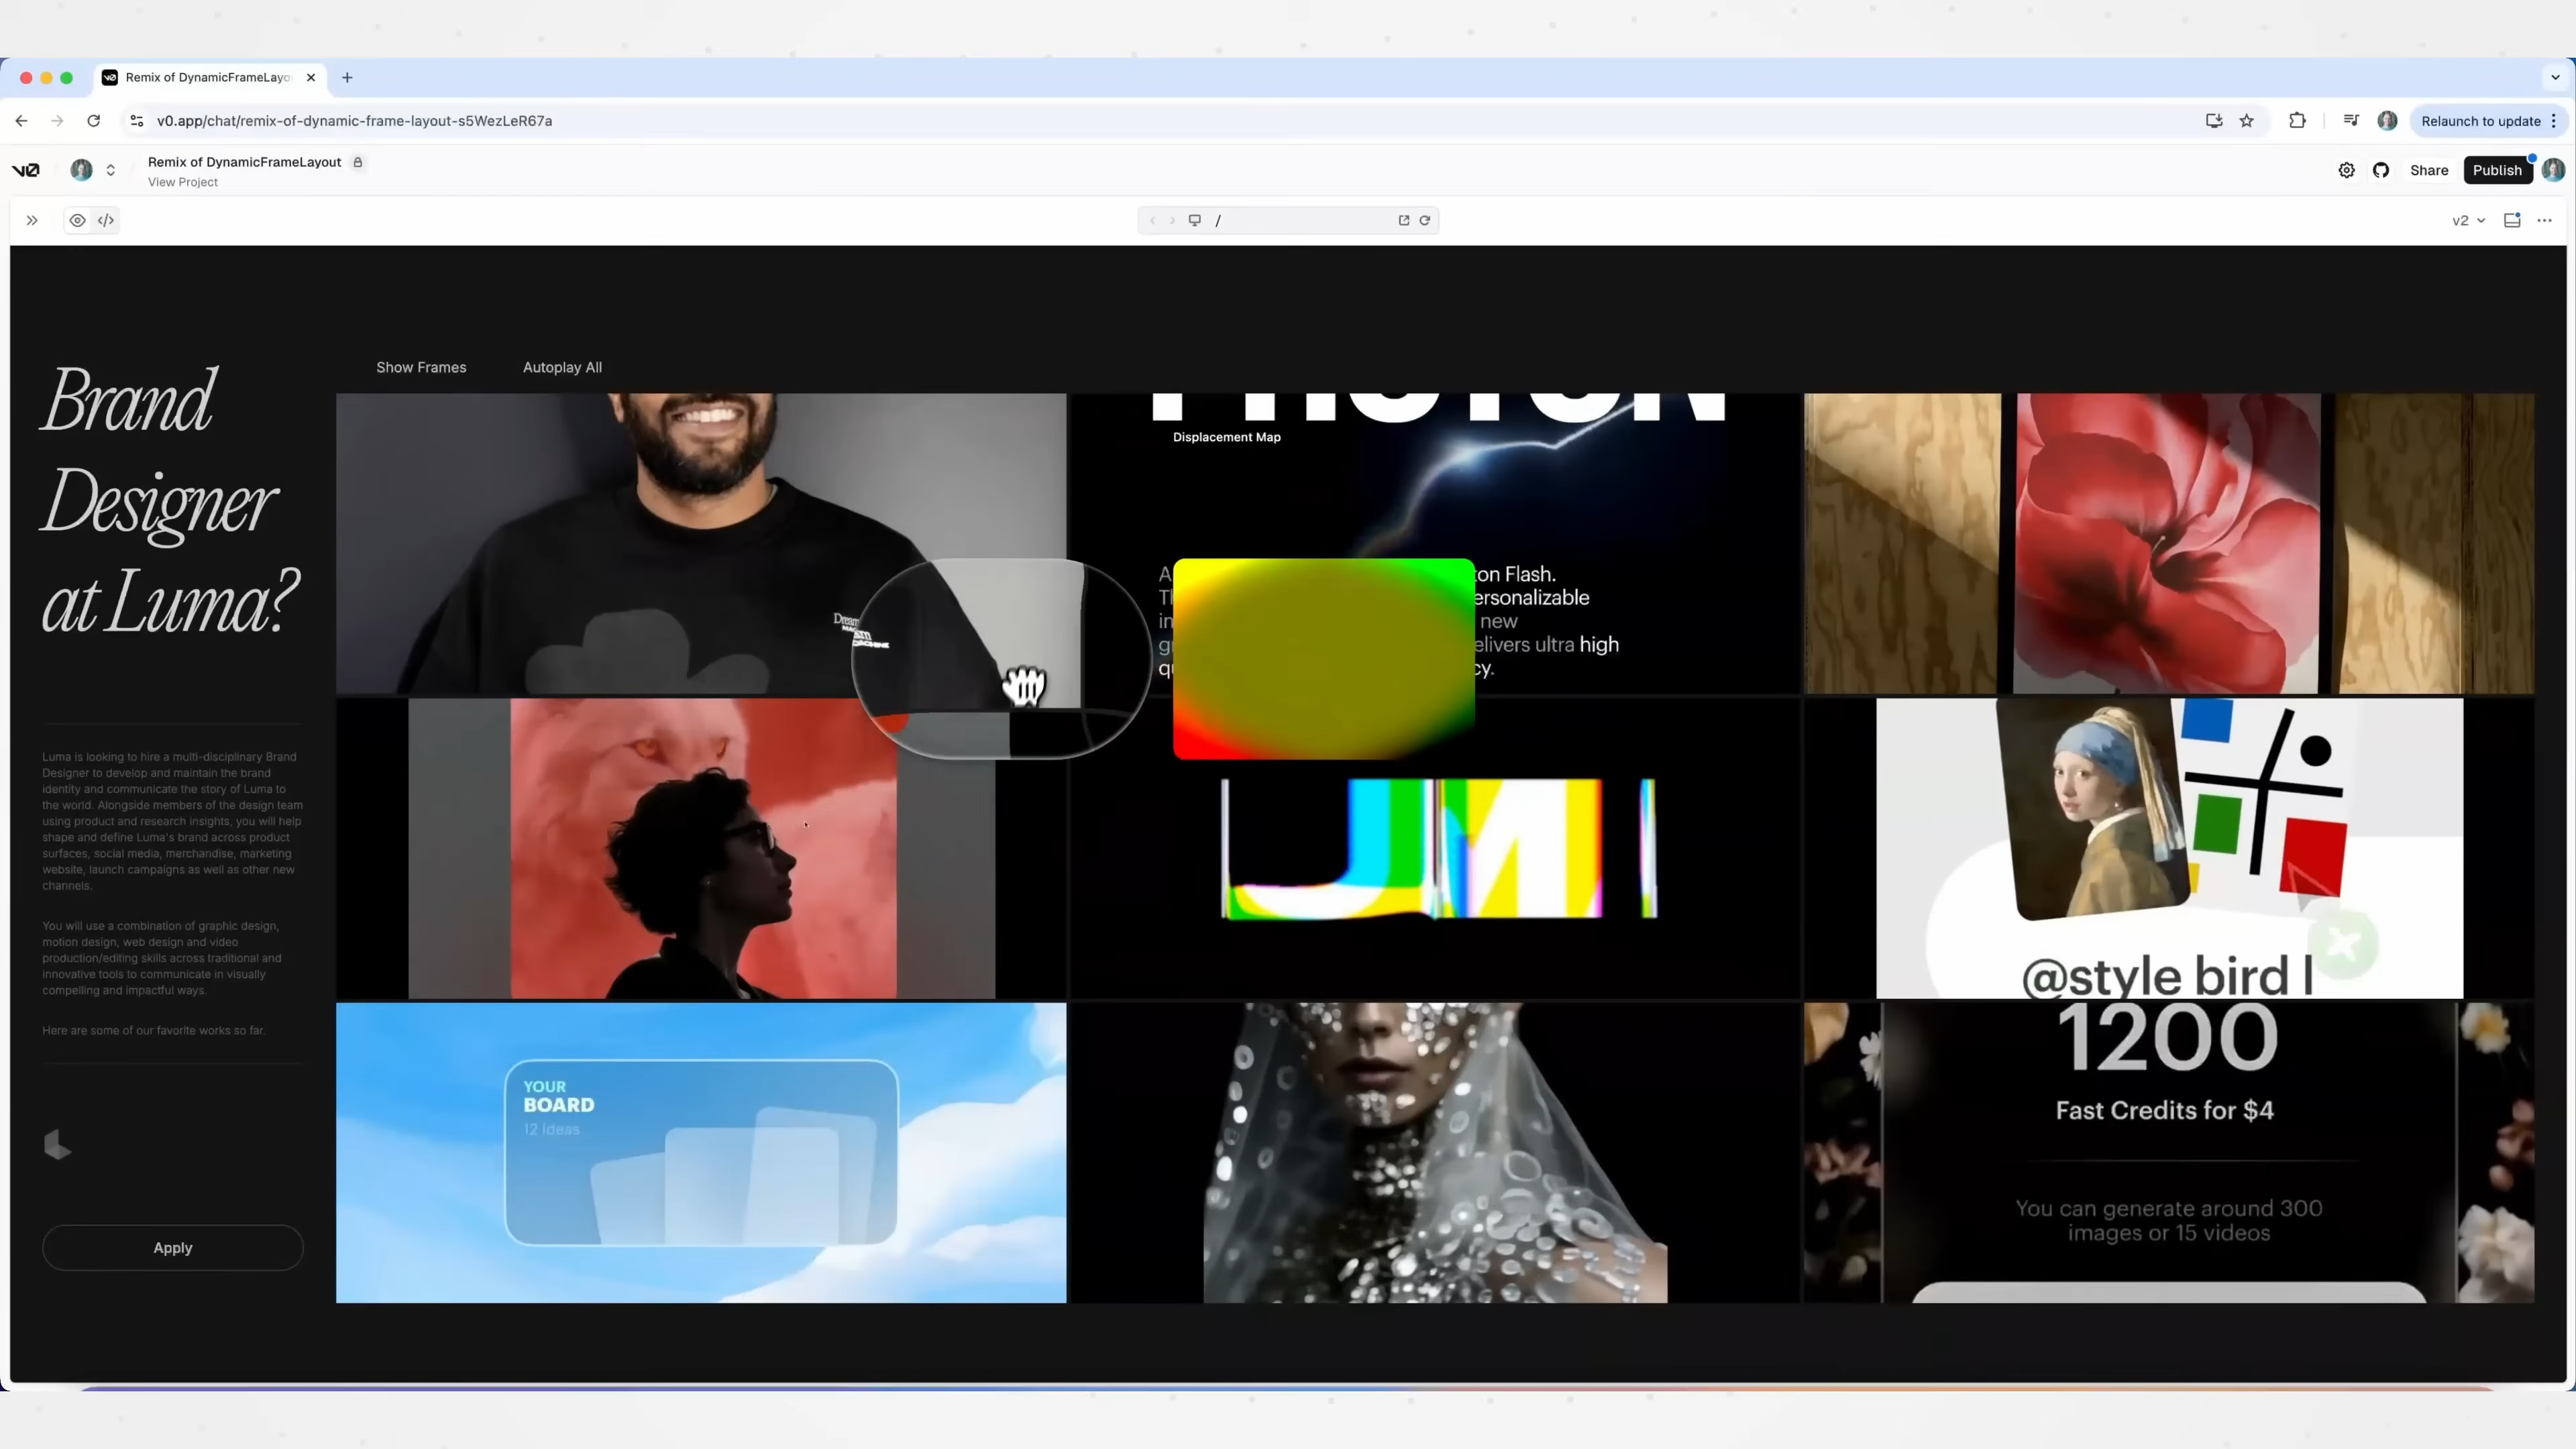 Remix of DynamicFrameLayo
v0.app/chat/remix-of-dynamic-frame-layout-s5WezLeR67a
Relaunch to update
v0
Remix of DynamicFrameLayout
View Project
Share
Publish
/
v2
Brand
Designer
at Luma?
Luma is looking to hire a multi-disciplinary Brand
Designer to develop and maintain the brand
identity and communicate the story of Luma to
the world. Alongside members of the design team
using product and research insights, you will help
shape and define Luma's brand across product
surfaces, social media, merchandise, marketing
website, launch campaigns as well as other new
channels.
You will use a combination of graphic design,
motion design, web design and video
production/editing skills across traditional and
innovative tools to communicate in visually
compelling and impactful ways.
Here are some of our favorite works so far.
Apply
Show Frames
Autoplay All
PHOTON
Displacement Map
ton Flash.
ersonalizable
new
elivers ultra high
cy.
Dream
MACHINE
@style bird
YOUR
BOARD
12 Ideas
1200
Fast Credits for $4
You can generate around 300
images or 15 videos